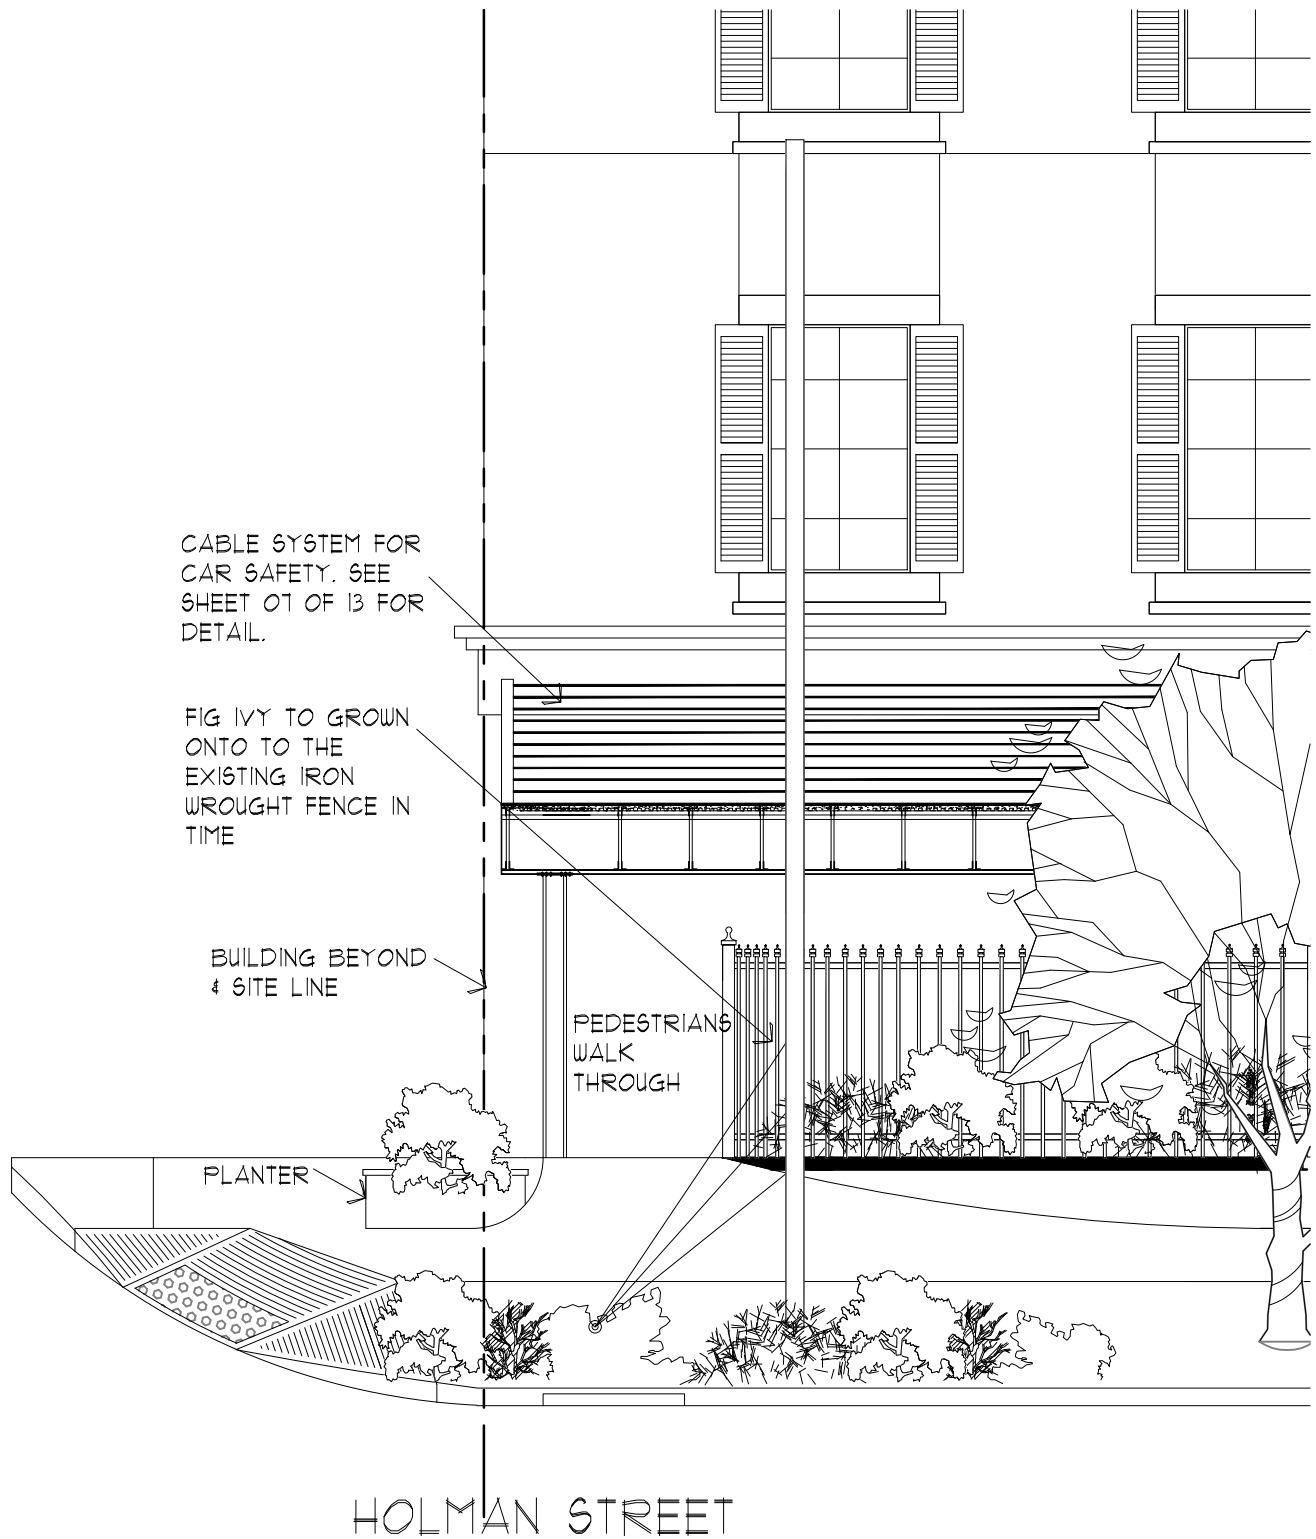 CABLE SYSTEM FOR
CAR SAFETY. SEE
SHEET 07 OF 13 FOR
DETAIL.
FIG IVY TO GROWN
ONTO TO THE
EXISTING IRON
WROUGHT FENCE IN
TIME
BUILDING BEYOND
& SITE LINE
PEDESTRIANS
WALK
THROUGH
PLANTER
HOLMAN STREET